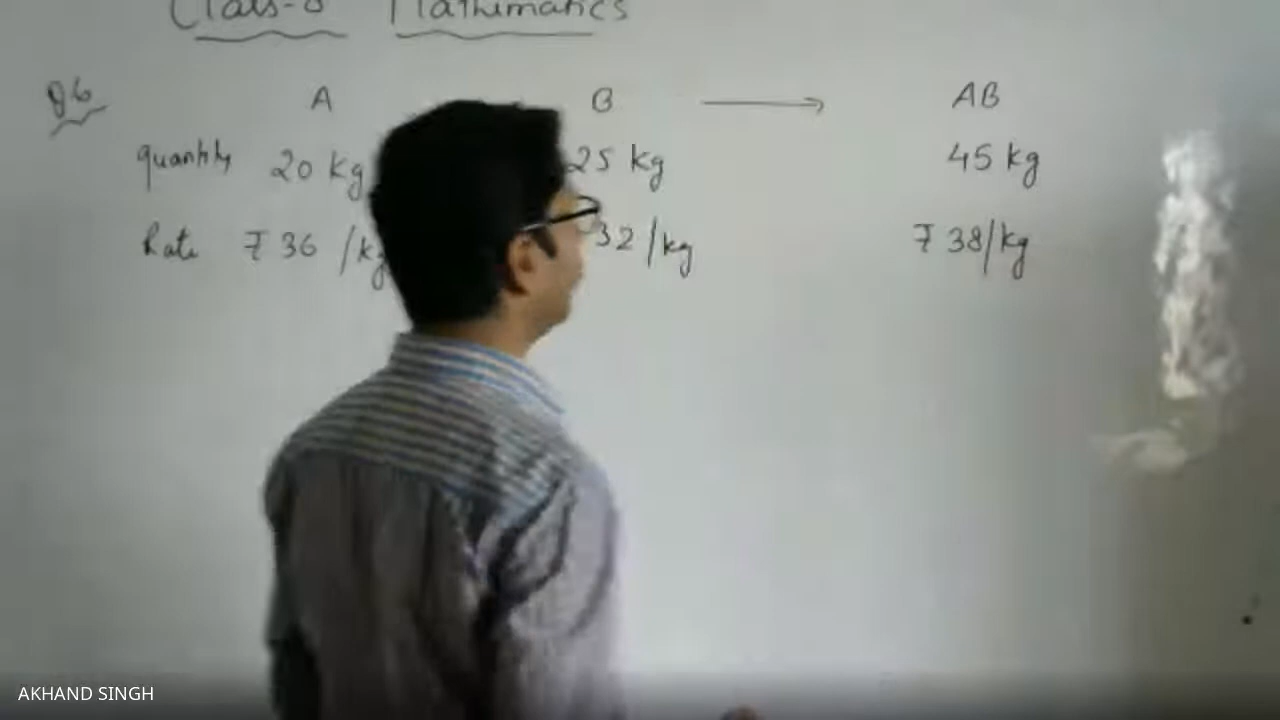 Class-8 Mathematics
Q6 A B → AB
quantity 20 kg 25 kg 45 kg
Rate ₹ 36 /kg 32 /kg ₹ 38/kg
AKHAND SINGH